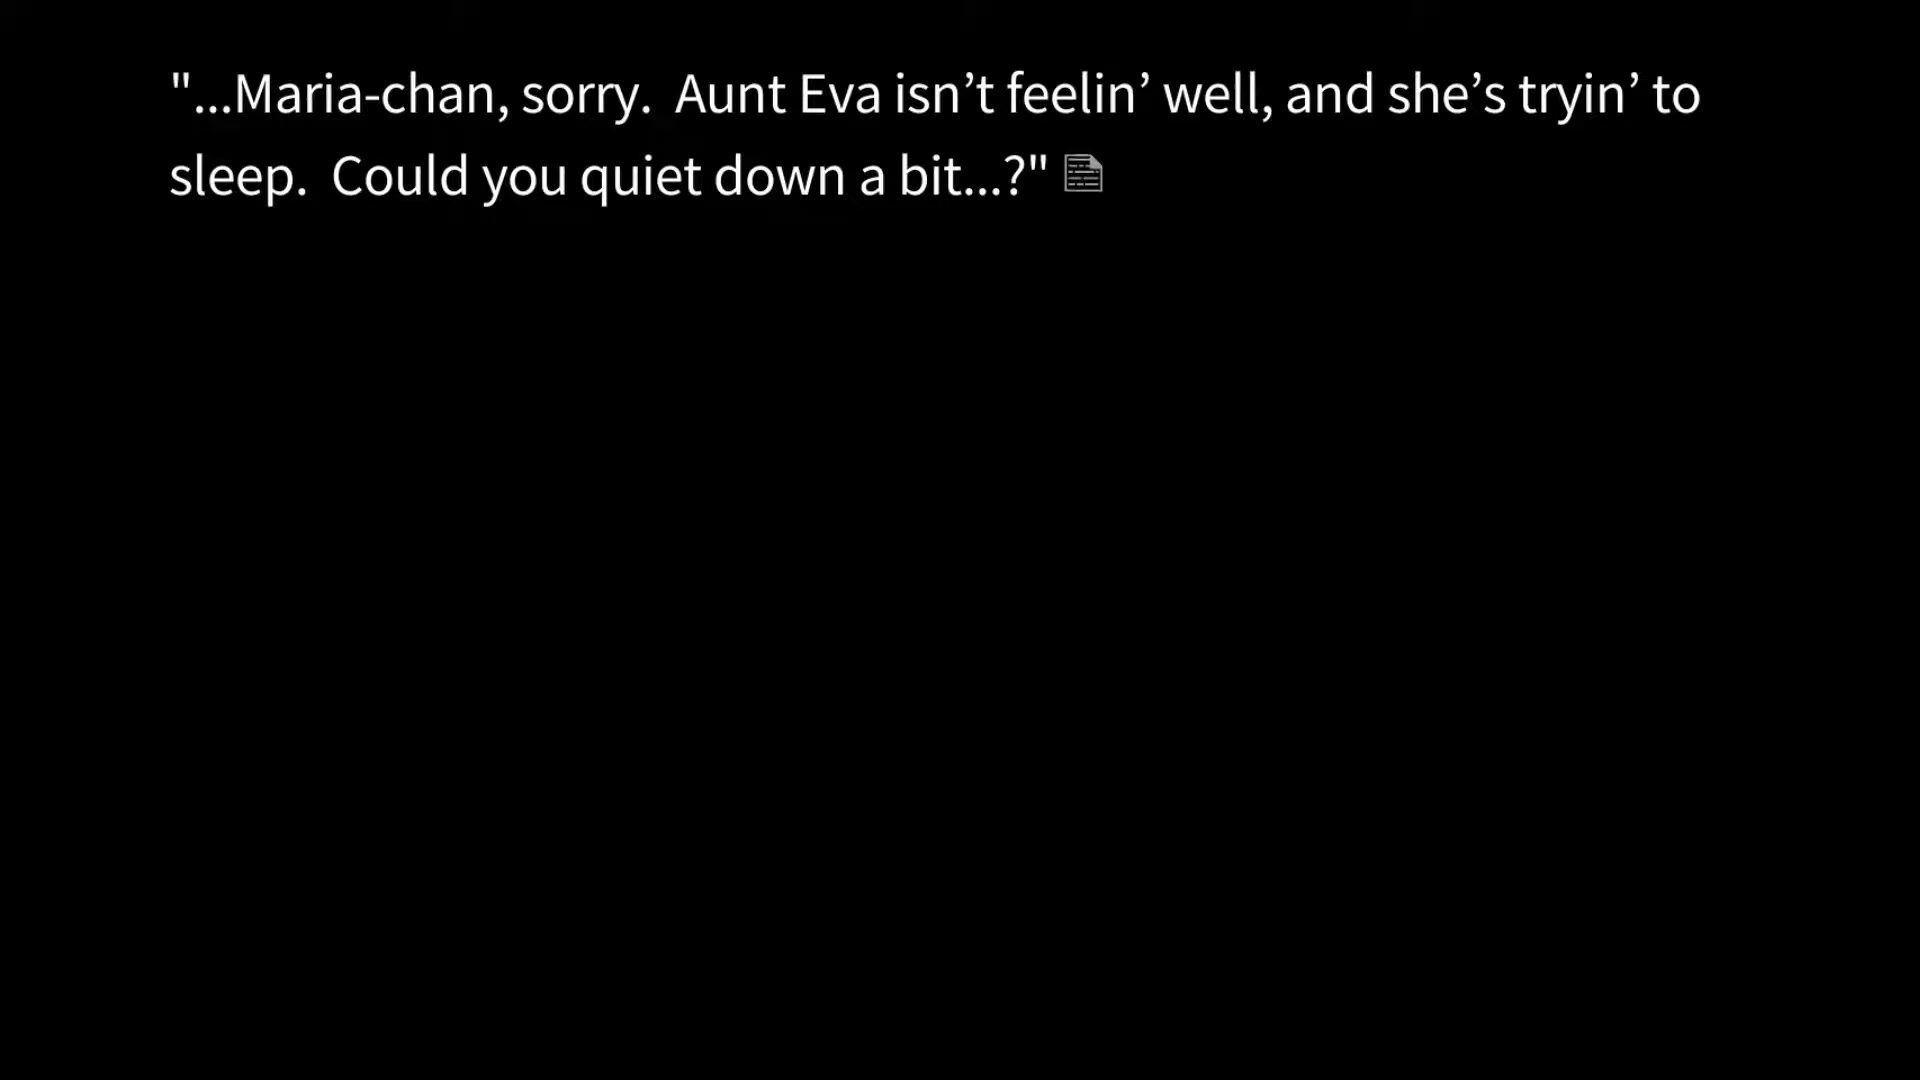 "...Maria-chan, sorry.  Aunt Eva isn’t feelin’ well, and she’s tryin’ to
sleep.  Could you quiet down a bit...?"